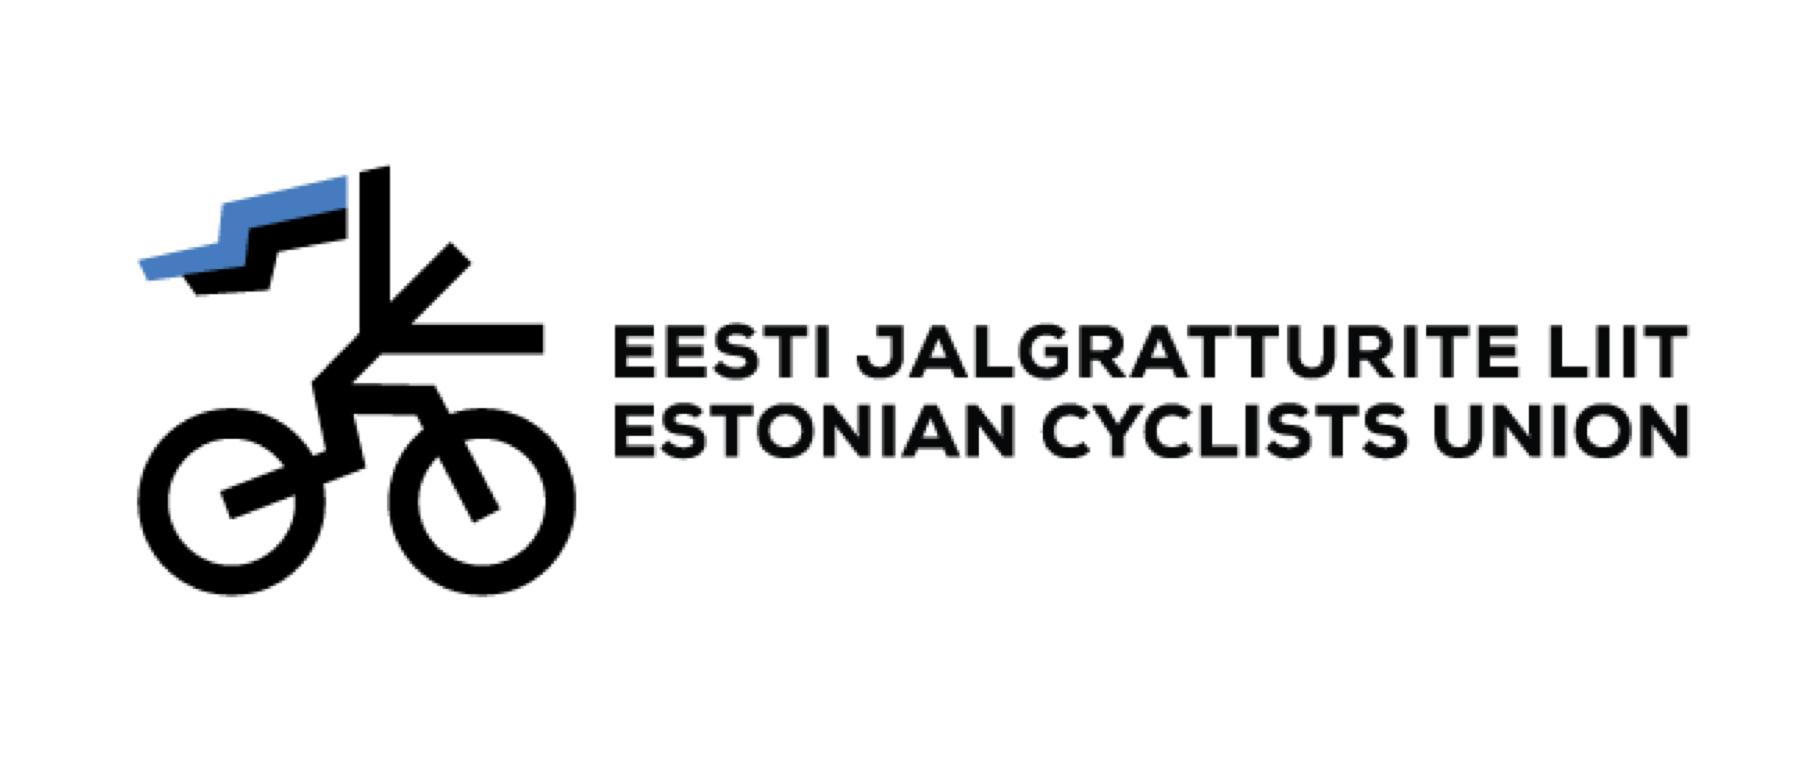 EESTI JALGRATTURITE LIIT
ESTONIAN CYCLISTS UNION